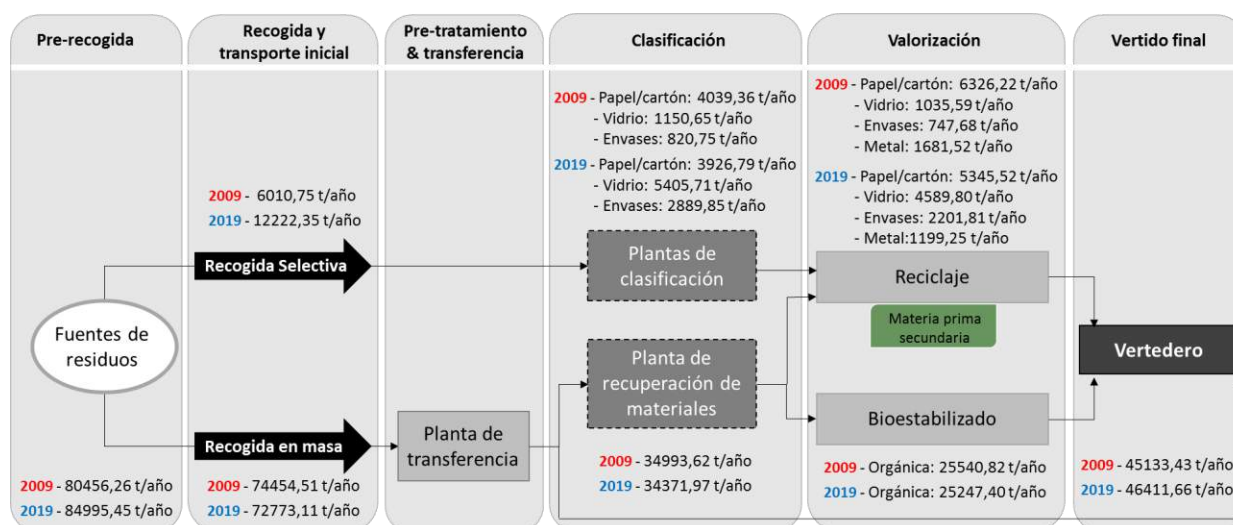 Pre-recogida
Recogida y
transporte inicial
Pre-tratamiento
& transferencia
Clasificación
Valorización
Vertido final
2009 - Papel/cartón: 4039,36 t/año
- Vidrio: 1150,65 t/año
- Envases: 820,75 t/año
2019 - Papel/cartón: 3926,79 t/año
- Vidrio: 5405,71 t/año
- Envases: 2889,85 t/año
2009 - Papel/cartón: 6326,22 t/año
- Vidrio: 1035,59 t/año
- Envases: 747,68 t/año
- Metal: 1681,52 t/año
2019 - Papel/cartón: 5345,52 t/año
- Vidrio: 4589,80 t/año
- Envases: 2201,81 t/año
- Metal:1199,25 t/año
2009 - 6010,75 t/año
2019 - 12222,35 t/año
Recogida Selectiva
Plantas de
clasificación
Reciclaje
Materia prima
secundaria
Fuentes de
residuos
Planta de
recuperación de
materiales
Vertedero
Recogida en masa
Planta de
transferencia
Bioestabilizado
2009 - 80456,26 t/año
2019 - 84995,45 t/año
2009 - 74454,51 t/año
2019 - 72773,11 t/año
2009 - 34993,62 t/año
2019 - 34371,97 t/año
2009 - Orgánica: 25540,82 t/año
2019 - Orgánica: 25247,40 t/año
2009 - 45133,43 t/año
2019 - 46411,66 t/año